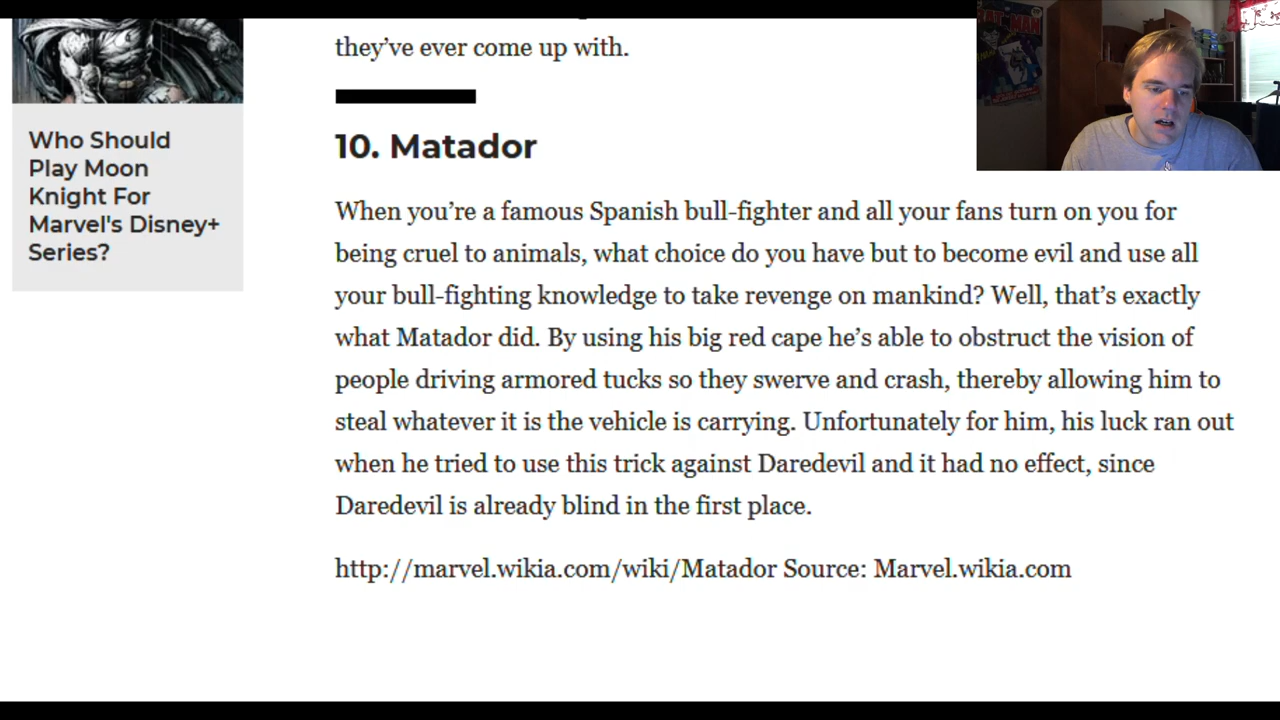 they've ever come up with.
Who Should
Play Moon
Knight For
Marvel's Disney+
Series?
10. Matador
When you're a famous Spanish bull-fighter and all your fans turn on you for
being cruel to animals, what choice do you have but to become evil and use all
your bull-fighting knowledge to take revenge on mankind? Well, that's exactly
what Matador did. By using his big red cape he's able to obstruct the vision of
people driving armored tucks so they swerve and crash, thereby allowing him to
steal whatever it is the vehicle is carrying. Unfortunately for him, his luck ran out
when he tried to use this trick against Daredevil and it had no effect, since
Daredevil is already blind in the first place.
http://marvel.wikia.com/wiki/Matador Source: Marvel.wikia.com
BATMAN